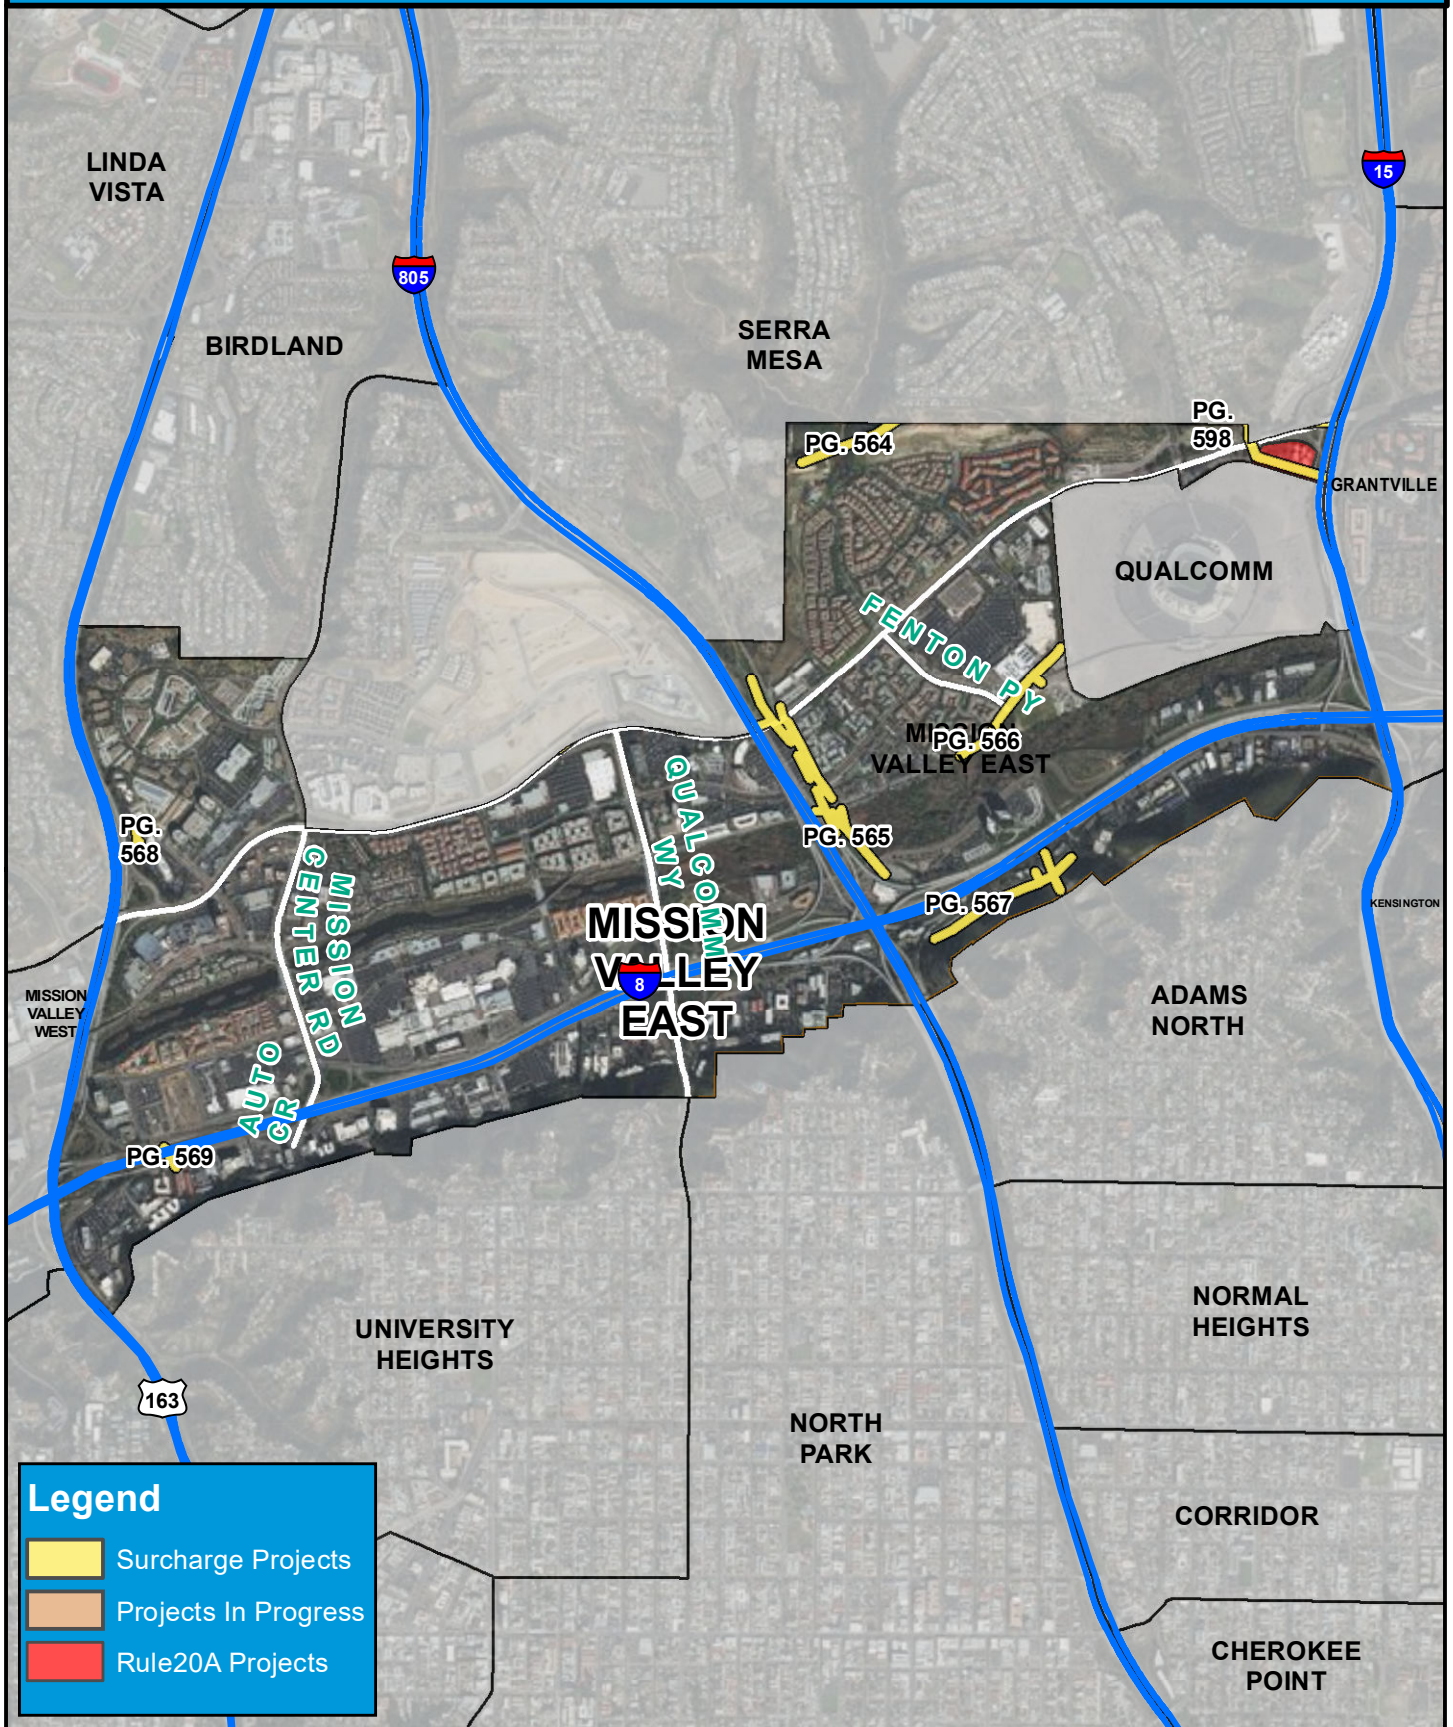 LINDA
VISTA
15
805
BIRDLAND
SERRA
MESA
PG.
598
PG. 564
GRANTVILLE
QUALCOMM
FENTON PY
MISSION
VALLEY EAST
PG. 566
QUALCOMM
WY
PG. 565
PG.
568
MISSION
CENTER RD
PG. 567
KENSINGTON
MISSION
VALLEY
EAST
8
MISSION
VALLEY
WEST
ADAMS
NORTH
AUTO
CR
PG. 569
UNIVERSITY
HEIGHTS
NORMAL
HEIGHTS
163
NORTH
PARK
CORRIDOR
CHEROKEE
POINT
Legend
Surcharge Projects
Projects In Progress
Rule20A Projects